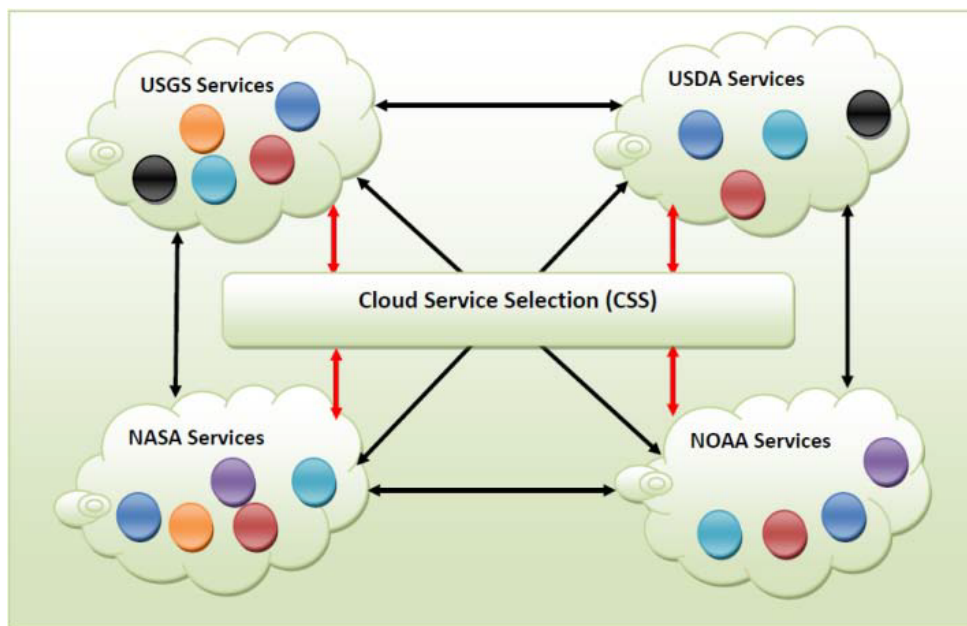 USGS Services
USDA Services
Cloud Service Selection (CSS)
NASA Services
NOAA Services